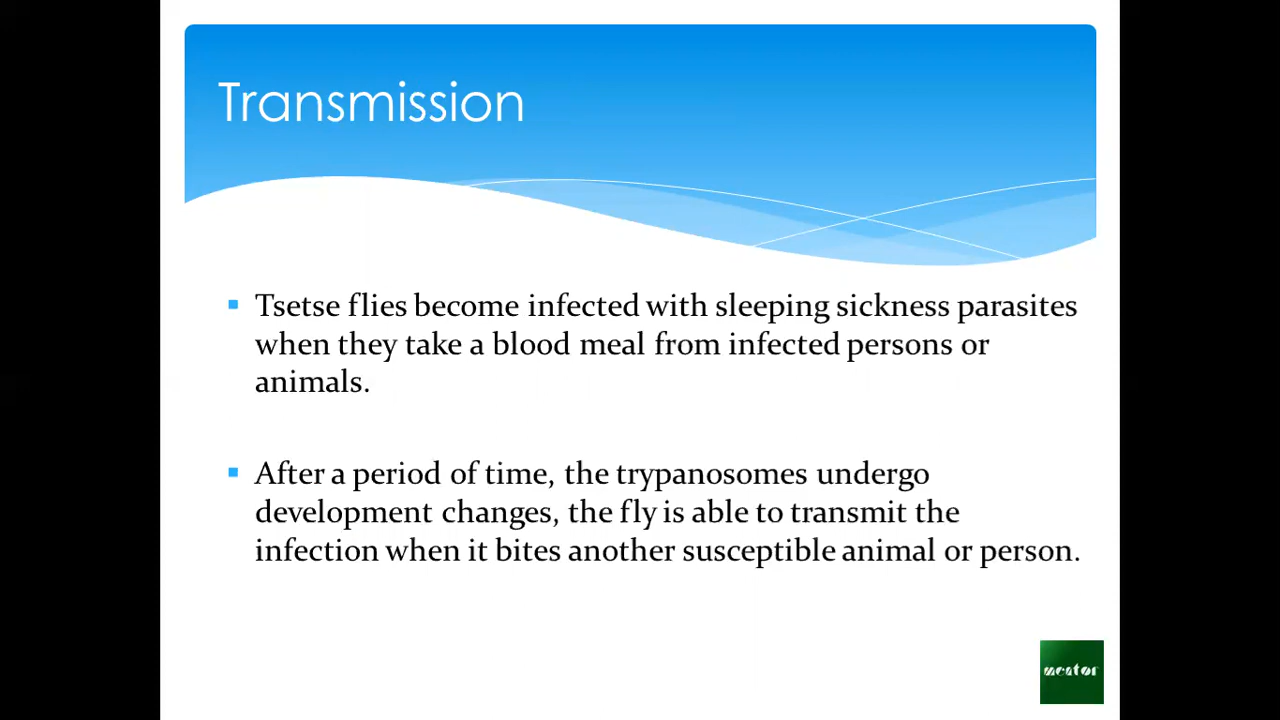 Transmission
Tsetse flies become infected with sleeping sickness parasites
when they take a blood meal from infected persons or
animals.
After a period of time, the trypanosomes undergo
development changes, the fly is able to transmit the
infection when it bites another susceptible animal or person.
mentor